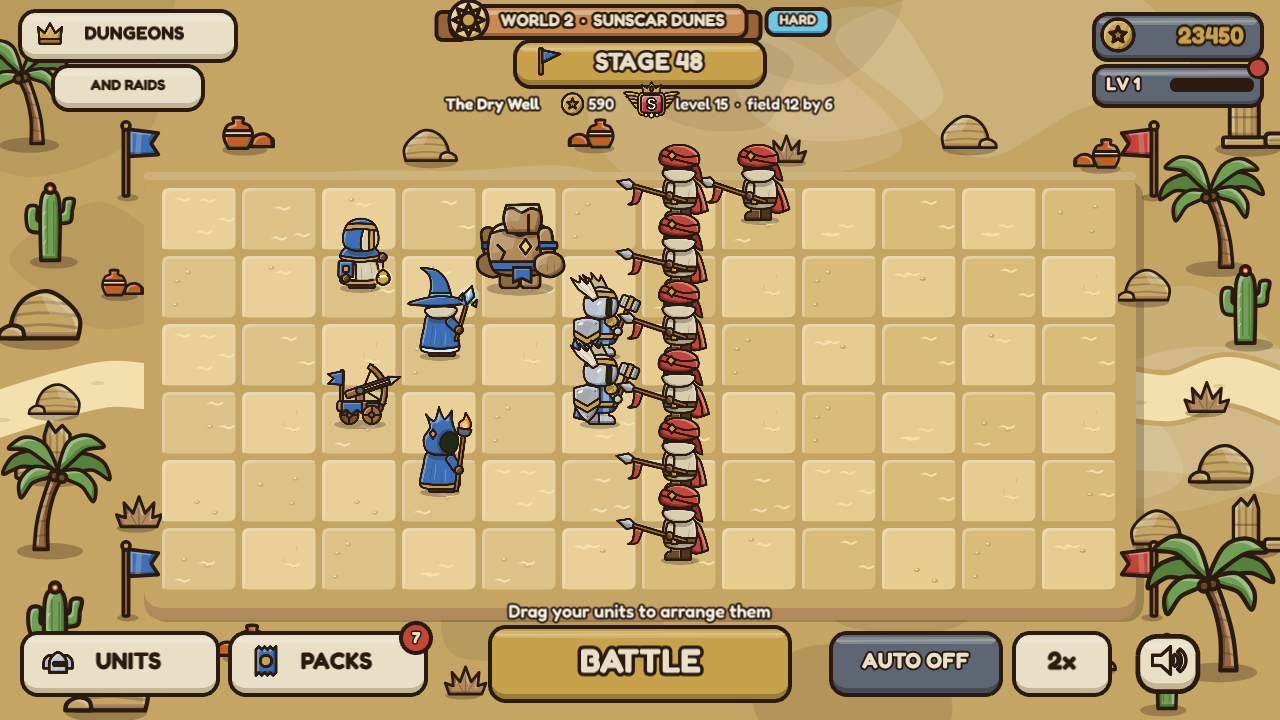 DUNGEONS
AND RAIDS
WORLD 2 • SUNSCAR DUNES
HARD
STAGE 48
The Dry Well 590 S level 15 • field 12 by 6
23450
LV 1
Drag your units to arrange them
UNITS
PACKS
7
BATTLE
AUTO OFF
2x